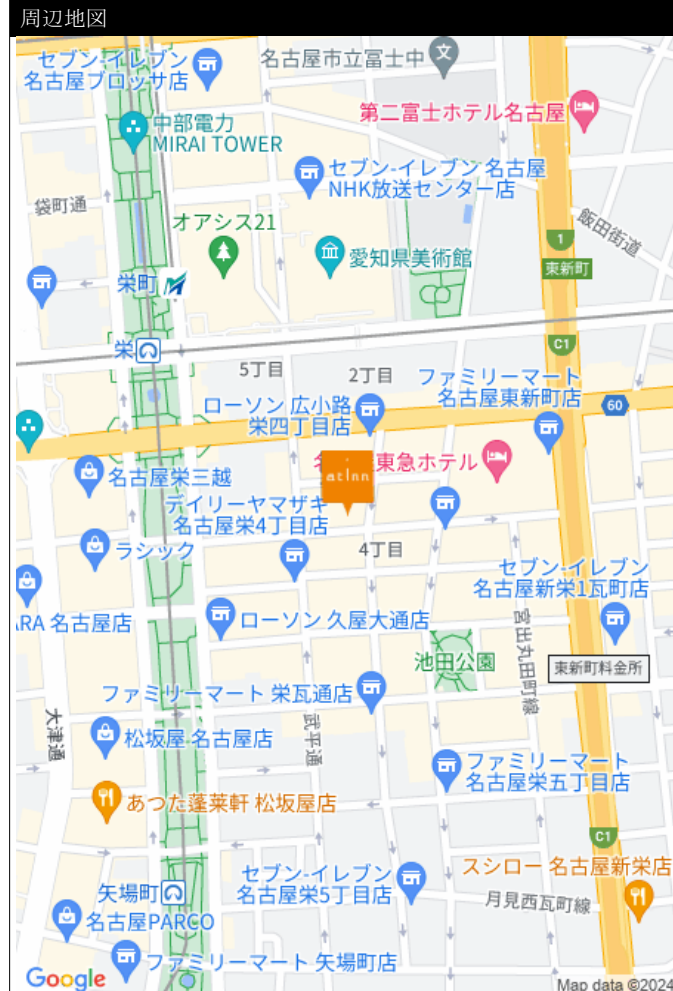 周辺地図
セブン-イレブン
名古屋ブロッサ店
名古屋市立冨士中
第二富士ホテル名古屋
中部電力
MIRAI TOWER
セブン-イレブン 名古屋
NHK放送センター店
袋町通
オアシス21
飯田街道
1
愛知県美術館
東新町
栄町
栄
C1
5丁目
2丁目
ファミリーマート
名古屋東新町店
ローソン 広小路
栄四丁目店
60
東急ホテル
at inn
名古屋栄三越
デイリーヤマザキ
名古屋栄4丁目店
ラシック
4丁目
セブン-イレブン
名古屋新栄1瓦町店
ARA 名古屋店
ローソン 久屋大通店
宮出丸田町線
池田公園
東新町料金所
ファミリーマート 栄瓦通店
大津通
武平通
松坂屋 名古屋店
ファミリーマート
名古屋栄五丁目店
あつた蓬莱軒 松坂屋店
C1
スシロー 名古屋新栄店
セブン-イレブン
名古屋栄5丁目店
矢場町
月見西瓦町線
名古屋PARCO
ファミリーマート 矢場町店
Google
Map data ©2024